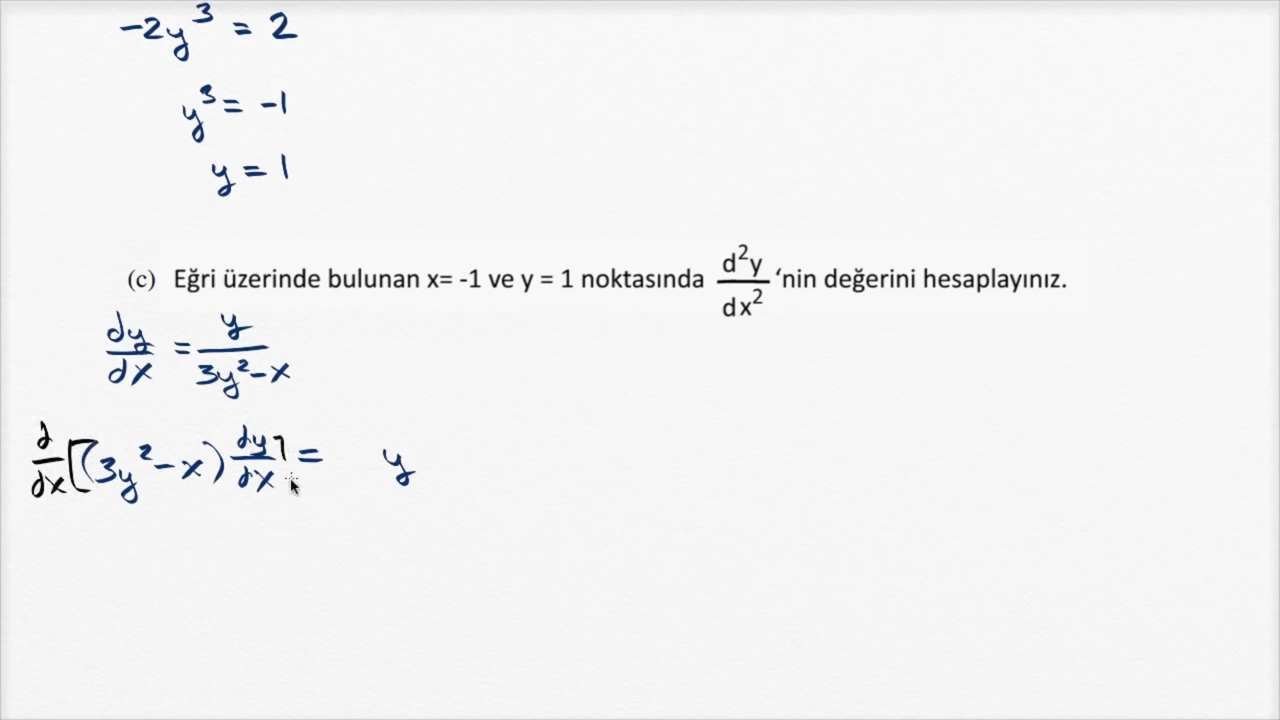 -2y³ = 2
y³ = -1
y = 1
(c) Eğri üzerinde bulunan x= -1 ve y = 1 noktasında d²y/dx² ‘nin değerini hesaplayınız.
dy/dx = y/(3y²-x)
d/dx[(3y²-x) dy/dx] = y